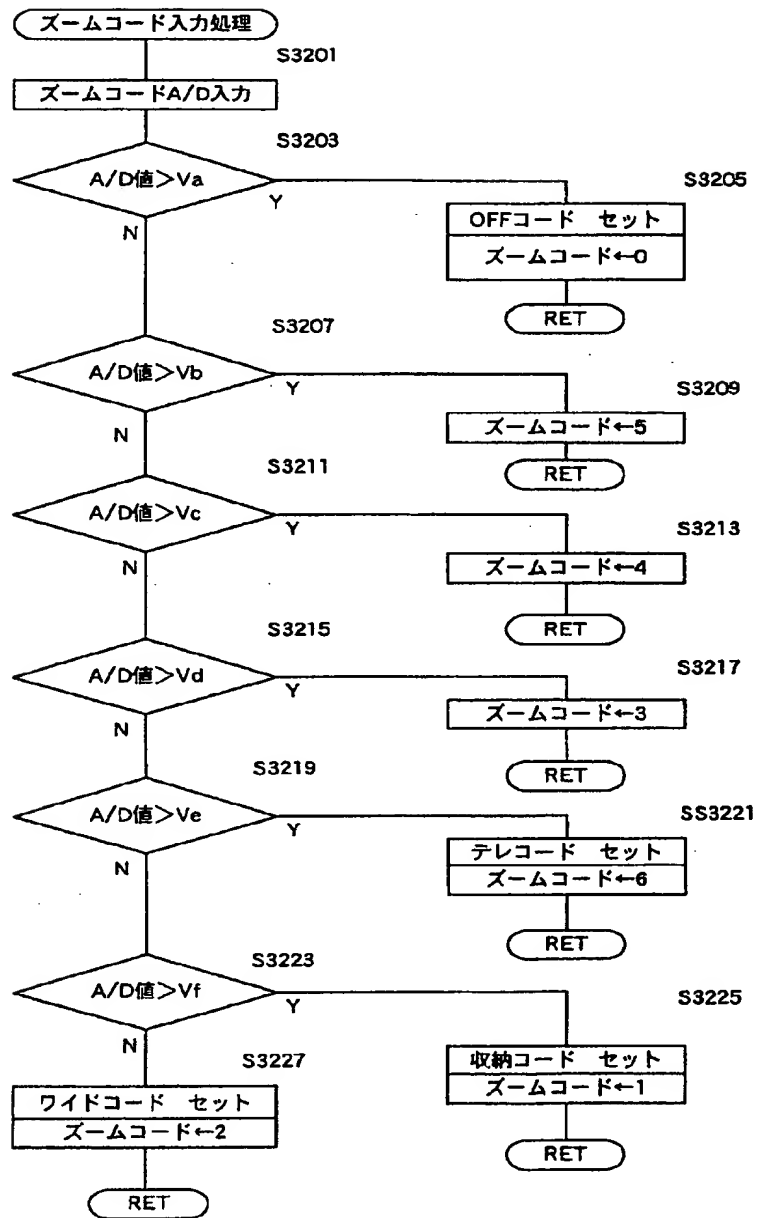 ズームコード入力処理
S3201
ズームコードA/D入力
S3203
A/D値>Va
Y
N
S3205
OFFコード セット
ズームコード←0
RET
S3207
A/D値>Vb
Y
N
S3209
ズームコード←5
RET
S3211
A/D値>Vc
Y
N
S3213
ズームコード←4
RET
S3215
A/D値>Vd
Y
N
S3217
ズームコード←3
RET
S3219
A/D値>Ve
Y
N
SS3221
テレコード セット
ズームコード←6
RET
S3223
A/D値>Vf
Y
N
S3225
収納コード セット
ズームコード←1
RET
S3227
ワイドコード セット
ズームコード←2
RET